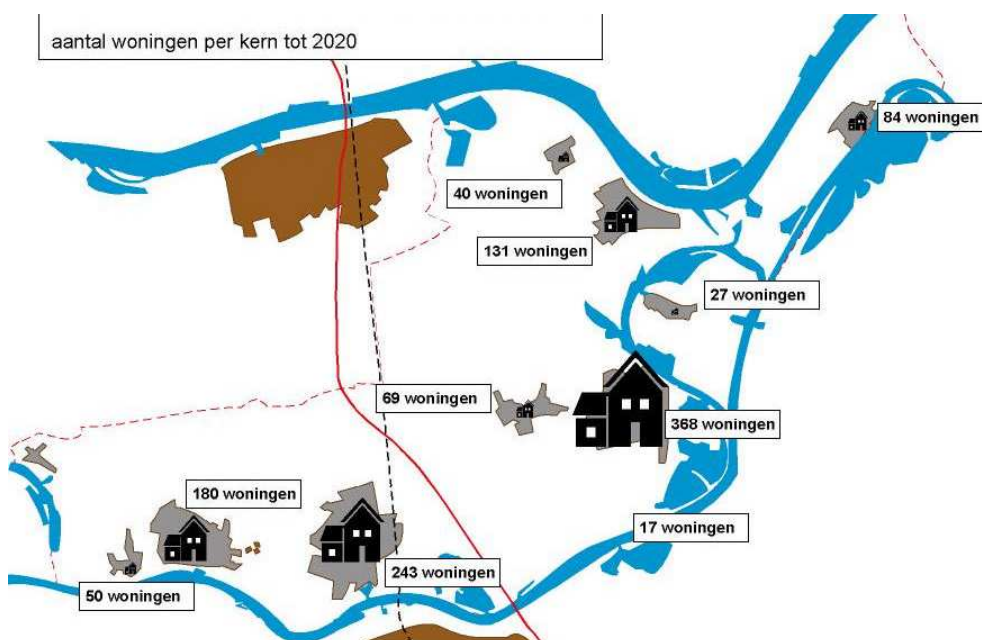 aantal woningen per kern tot 2020
84 woningen
40 woningen
131 woningen
27 woningen
69 woningen
368 woningen
180 woningen
17 woningen
243 woningen
50 woningen